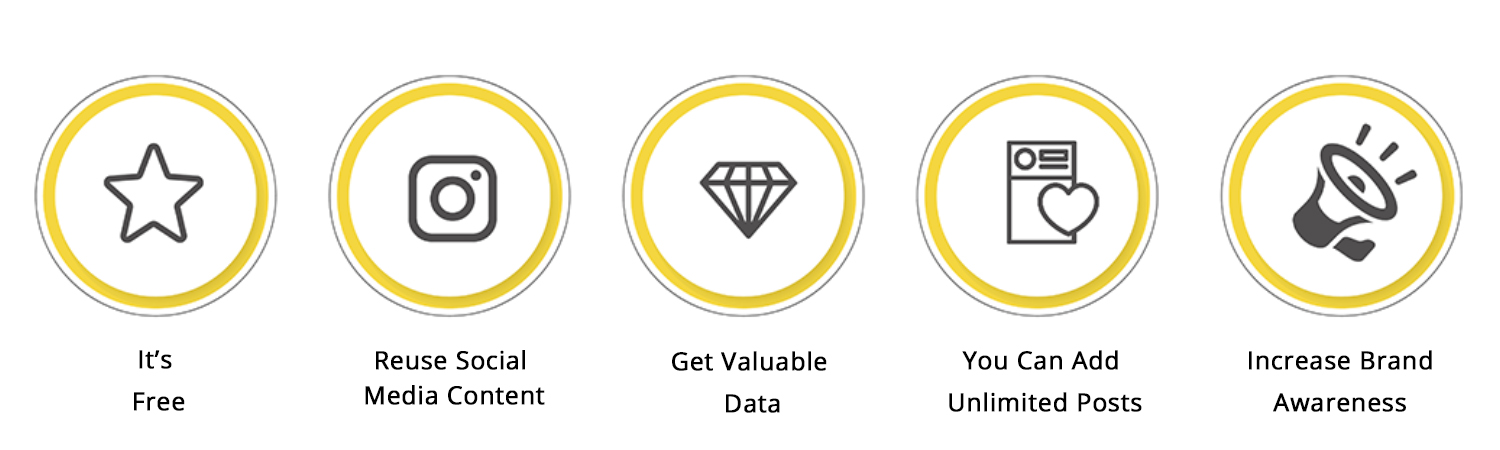 It’s
Free
Reuse Social
Media Content
Get Valuable
Data
You Can Add
Unlimited Posts
Increase Brand
Awareness